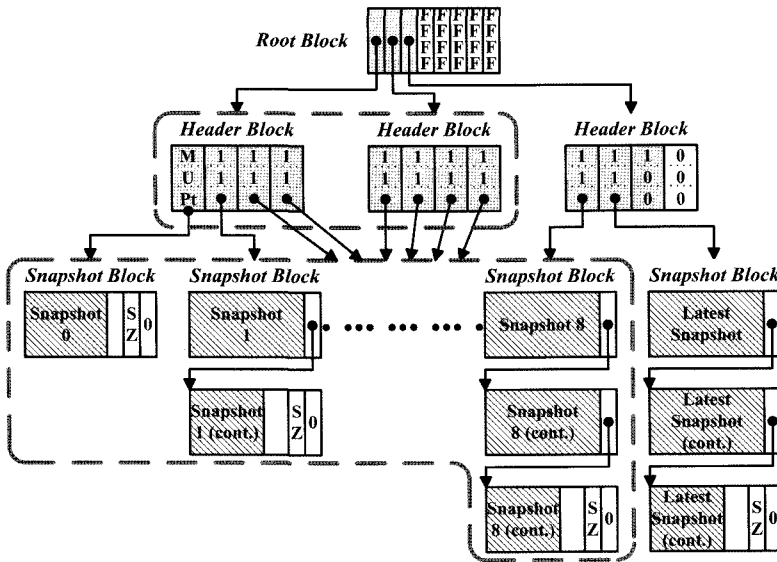 Root Block
F F F F F
F F F F F
F F F F F
F F F F F
Header Block
Header Block
Header Block
M 1 1 1
U 1 1 1
Pt
1 1 1 1
1 1 1 1
1 1 1 0
1 1 0 0
0 0
Snapshot Block
Snapshot Block
Snapshot Block
Snapshot Block
Snapshot
0
S
Z
0
Snapshot
1
Snapshot 8
Latest
Snapshot
Snapshot
1 (cont.)
S
Z
0
Snapshot
8 (cont.)
Latest
Snapshot
(cont.)
Snapshot
8 (cont.)
S
Z
0
Latest
Snapshot
(cont.)
S
Z
0